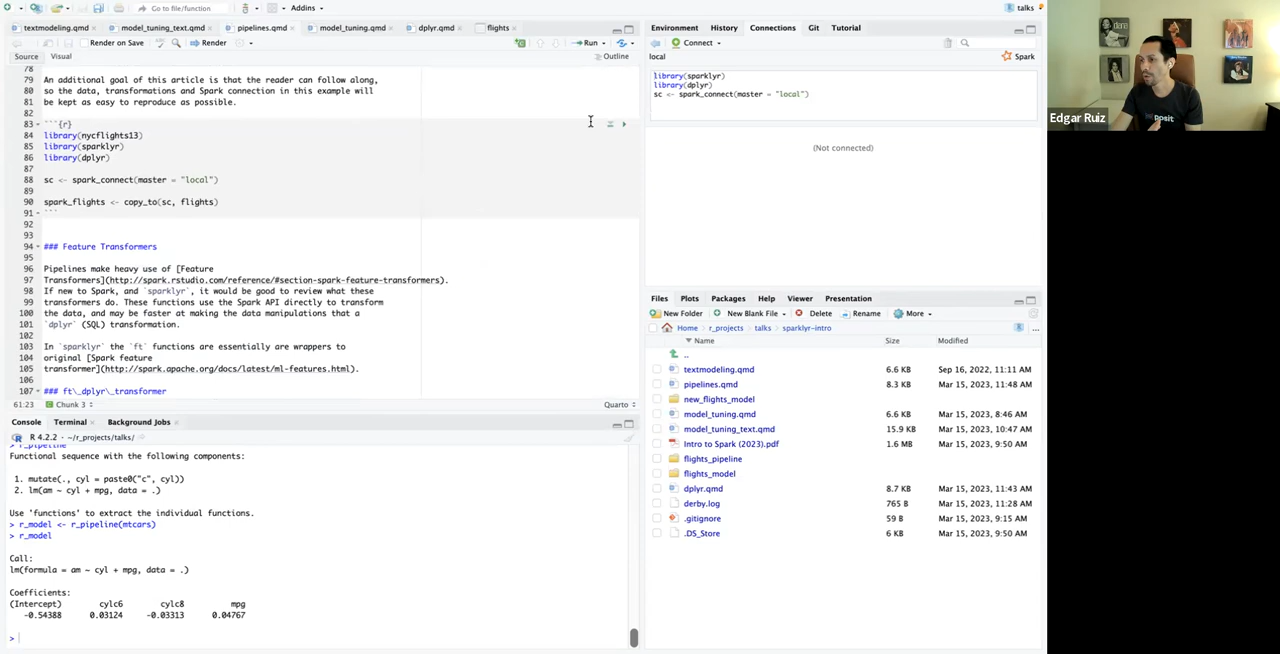 Go to file/function
Addins
talks
textmodeling.qmd
model_tuning_text.qmd
pipelines.qmd
model_tuning.qmd
dplyr.qmd
flights
Render on Save
Render
Run
Source
Visual
Outline
78
79 An additional goal of this article is that the reader can follow along,
80 so the data, transformations and Spark connection in this example will
81 be kept as easy to reproduce as possible.
82
83 ```{r}
84 library(nycflights13)
85 library(sparklyr)
86 library(dplyr)
87
88 sc <- spark_connect(master = "local")
89
90 spark_flights <- copy_to(sc, flights)
91 ```
92
93
94 ### Feature Transformers
95
96 Pipelines make heavy use of [Feature
97 Transformers](http://spark.rstudio.com/reference/#section-spark-feature-transformers).
98 If new to Spark, and `sparklyr`, it would be good to review what these
99 transformers do. These functions use the Spark API directly to transform
100 the data, and may be faster at making the data manipulations that a
101 `dplyr` (SQL) transformation.
102
103 In `sparklyr` the `ft` functions are essentially are wrappers to
104 original [Spark feature
105 transformer](http://spark.apache.org/docs/latest/ml-features.html).
106
107 ### ft\_dplyr\_transformer
61:23 Chunk 3 Quarto
Console Terminal Background Jobs
R 4.2.2 · ~/r_projects/talks/
> r_pipeline
Functional sequence with the following components:
1. mutate(., cyl = paste0("c", cyl))
2. lm(am ~ cyl + mpg, data = .)
Use 'functions' to extract the individual functions.
> r_model <- r_pipeline(mtcars)
> r_model
Call:
lm(formula = am ~ cyl + mpg, data = .)
Coefficients:
(Intercept) cylc6 cylc8 mpg
-0.54388 0.03124 -0.03313 0.04767
>
Environment History Connections Git Tutorial
Connect
local
Spark
library(sparklyr)
library(dplyr)
sc <- spark_connect(master = "local")
(Not connected)
Files Plots Packages Help Viewer Presentation
New Folder New Blank File Delete Rename More
Home r_projects talks sparklyr-intro
Name Size Modified
..
textmodeling.qmd 6.6 KB Sep 16, 2022, 11:11 AM
pipelines.qmd 8.3 KB Mar 15, 2023, 11:48 AM
new_flights_model
model_tuning.qmd 6.6 KB Mar 15, 2023, 8:46 AM
model_tuning_text.qmd 15.9 KB Mar 15, 2023, 10:47 AM
Intro to Spark (2023).pdf 1.6 MB Mar 15, 2023, 9:50 AM
flights_pipeline
flights_model
dplyr.qmd 8.7 KB Mar 15, 2023, 11:43 AM
derby.log 765 B Mar 15, 2023, 11:28 AM
.gitignore 59 B Mar 15, 2023, 9:15 AM
.DS_Store 6 KB Mar 15, 2023, 9:50 AM
posit
Edgar Ruiz